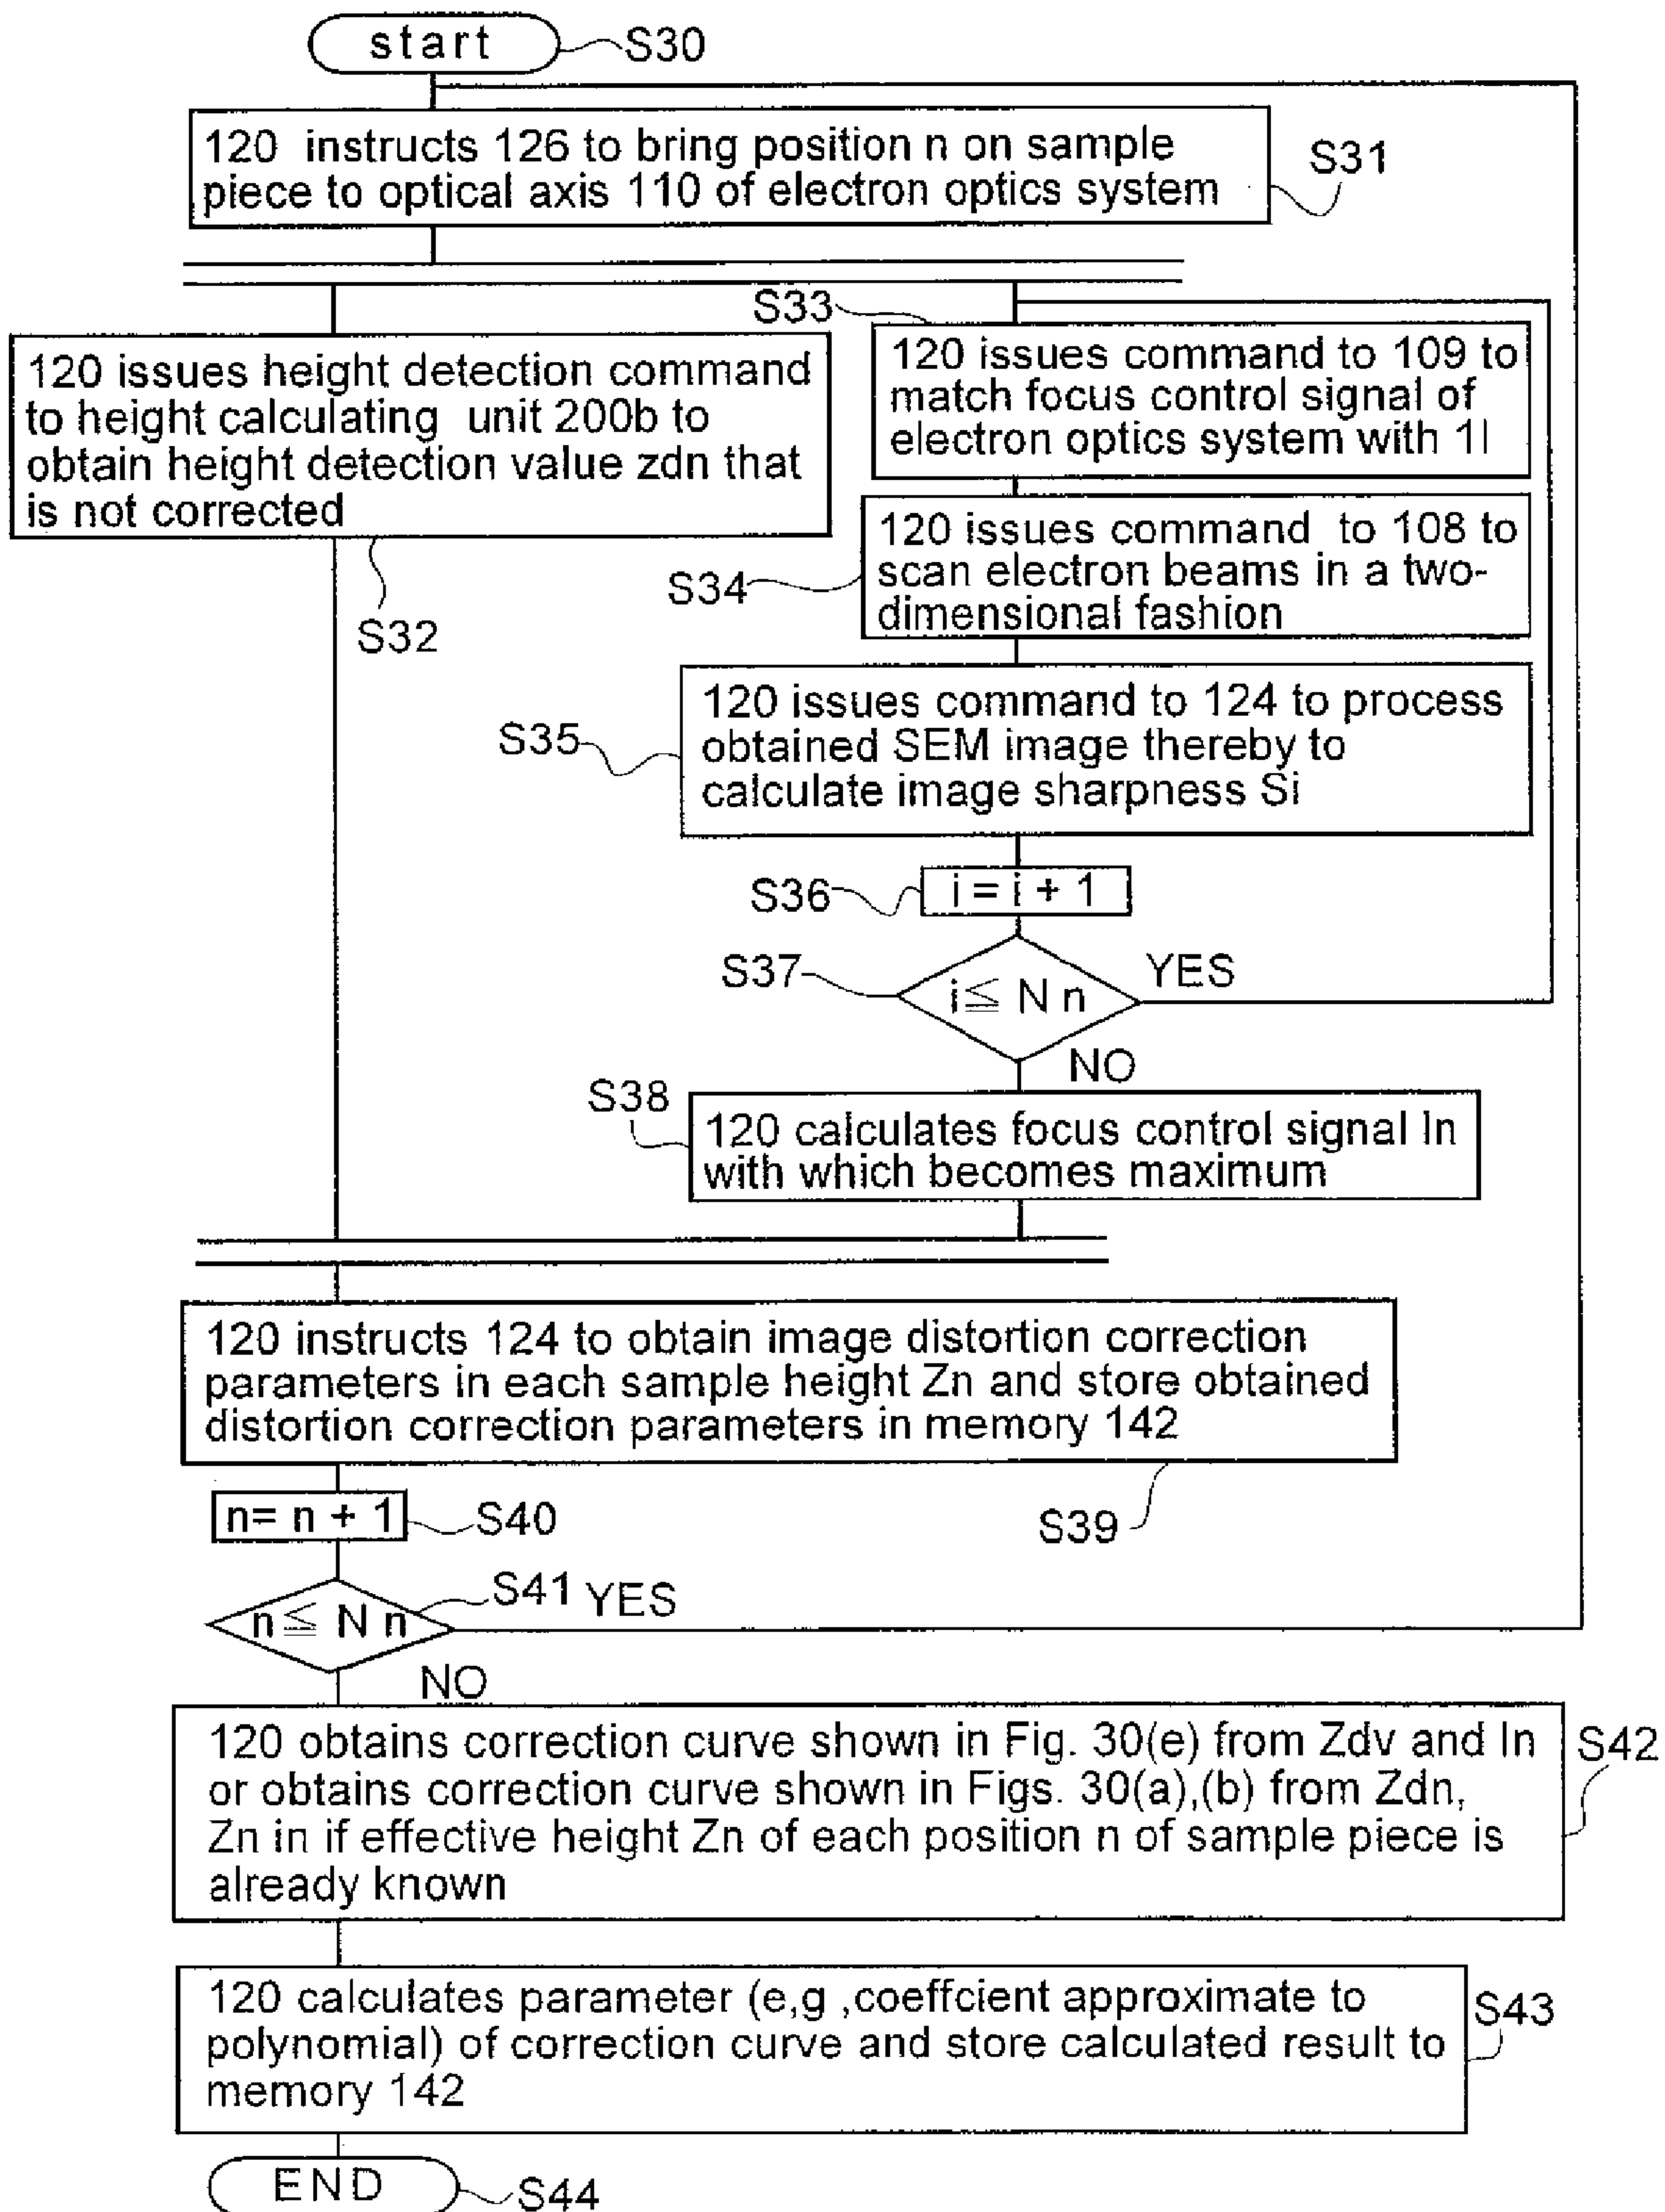 start
S30
120 instructs 126 to bring position n on sample
piece to optical axis 110 of electron optics system
S31
120 issues height detection command
to height calculating unit 200b to
obtain height detection value zdn that
is not corrected
S32
S33
120 issues command to 109 to
match focus control signal of
electron optics system with 1l
120 issues command to 108 to
scan electron beams in a two-
dimensional fashion
S34
120 issues command to 124 to process
obtained SEM image thereby to
calculate image sharpness Si
S35
i = i + 1
S36
S37
i≦ N n
YES
NO
S38
120 calculates focus control signal In
with which becomes maximum
120 instructs 124 to obtain image distortion correction
parameters in each sample height Zn and store obtained
distortion correction parameters in memory 142
S39
n= n + 1
S40
S41
n≦ N n
YES
NO
120 obtains correction curve shown in Fig. 30(e) from Zdv and In
or obtains correction curve shown in Figs. 30(a),(b) from Zdn,
Zn in if effective height Zn of each position n of sample piece is
already known
S42
120 calculates parameter (e,g ,coeffcient approximate to
polynomial) of correction curve and store calculated result to
memory 142
S43
END
S44